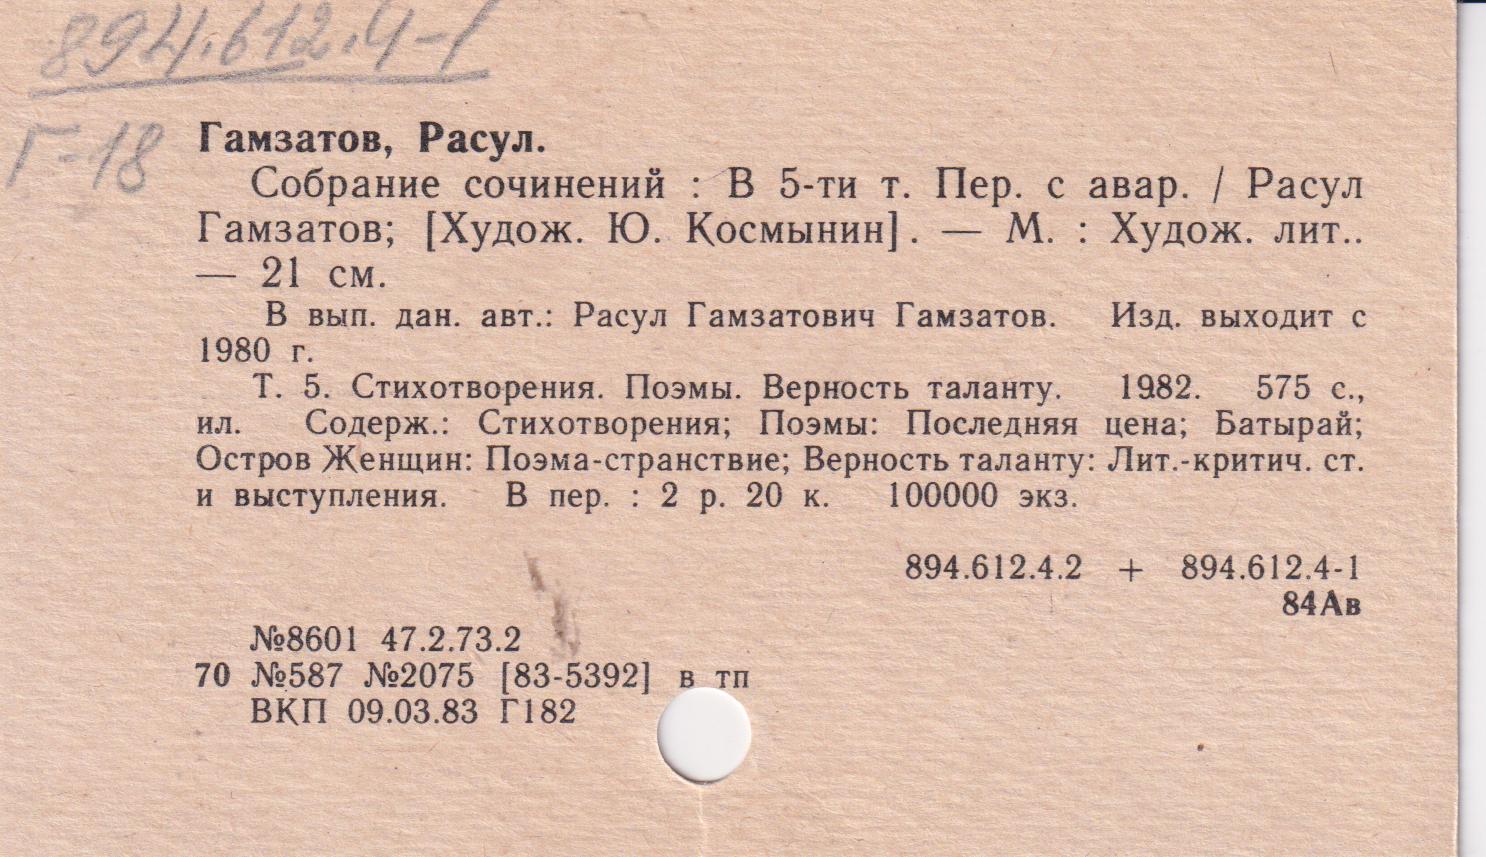 894.612.4-1
Г-18
Гамзатов, Расул.
Собрание сочинений : В 5-ти т. Пер. с авар. / Расул
Гамзатов; [Худож. Ю. Космынин]. — М. : Худож. лит..
— 21 см.
В вып. дан. авт.: Расул Гамзатович Гамзатов. Изд. выходит с
1980 г.
Т. 5. Стихотворения. Поэмы. Верность таланту. 1982. 575 с.,
ил. Содерж.: Стихотворения; Поэмы: Последняя цена; Батырай;
Остров Женщин: Поэма-странствие; Верность таланту: Лит.-критич. ст.
и выступления. В пер. : 2 р. 20 к. 100000 экз.
894.612.4.2 + 894.612.4-1
84Ав
№8601 47.2.73.2
70 №587 №2075 [83-5392] в тп
ВКП 09.03.83 Г182